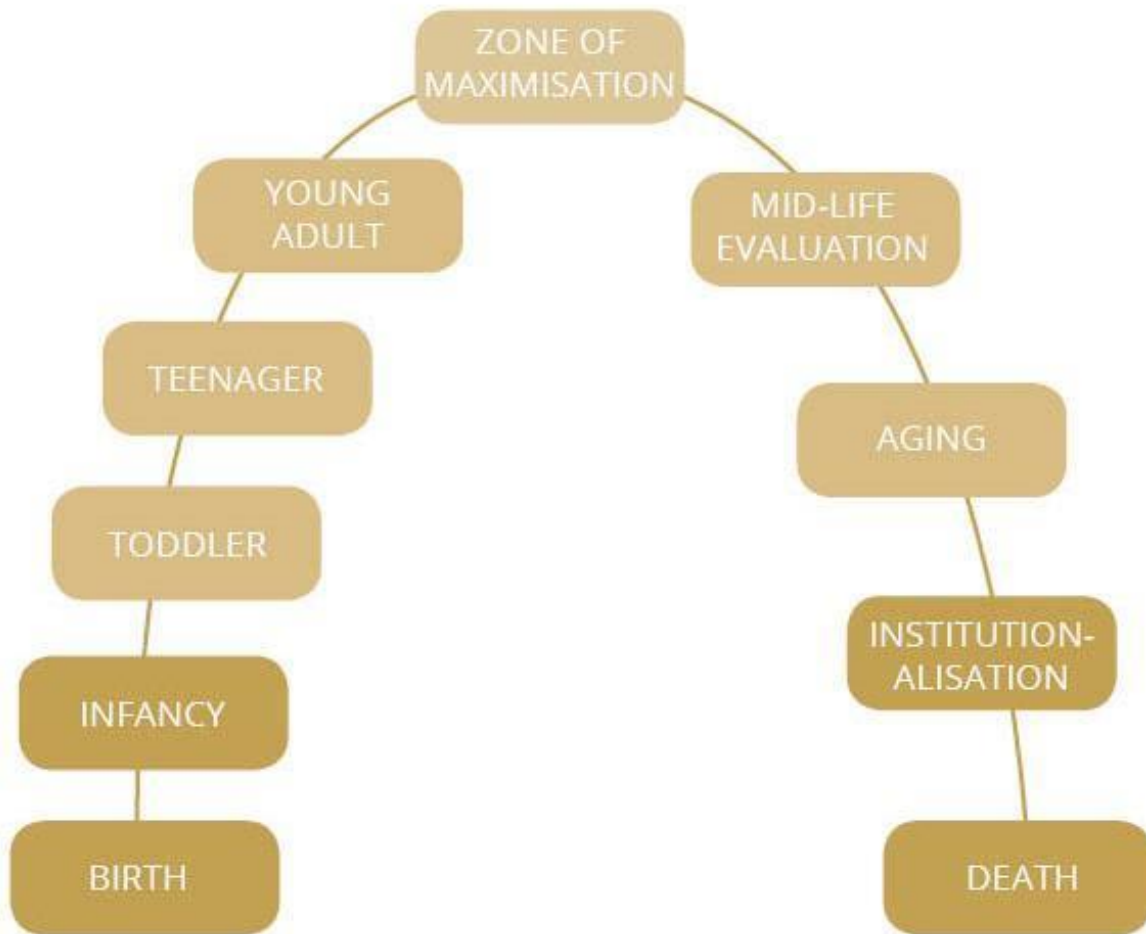 ZONE OF
MAXIMISATION
YOUNG
ADULT
MID-LIFE
EVALUATION
TEENAGER
AGING
TODDLER
INSTITUTION-
ALISATION
INFANCY
BIRTH
DEATH